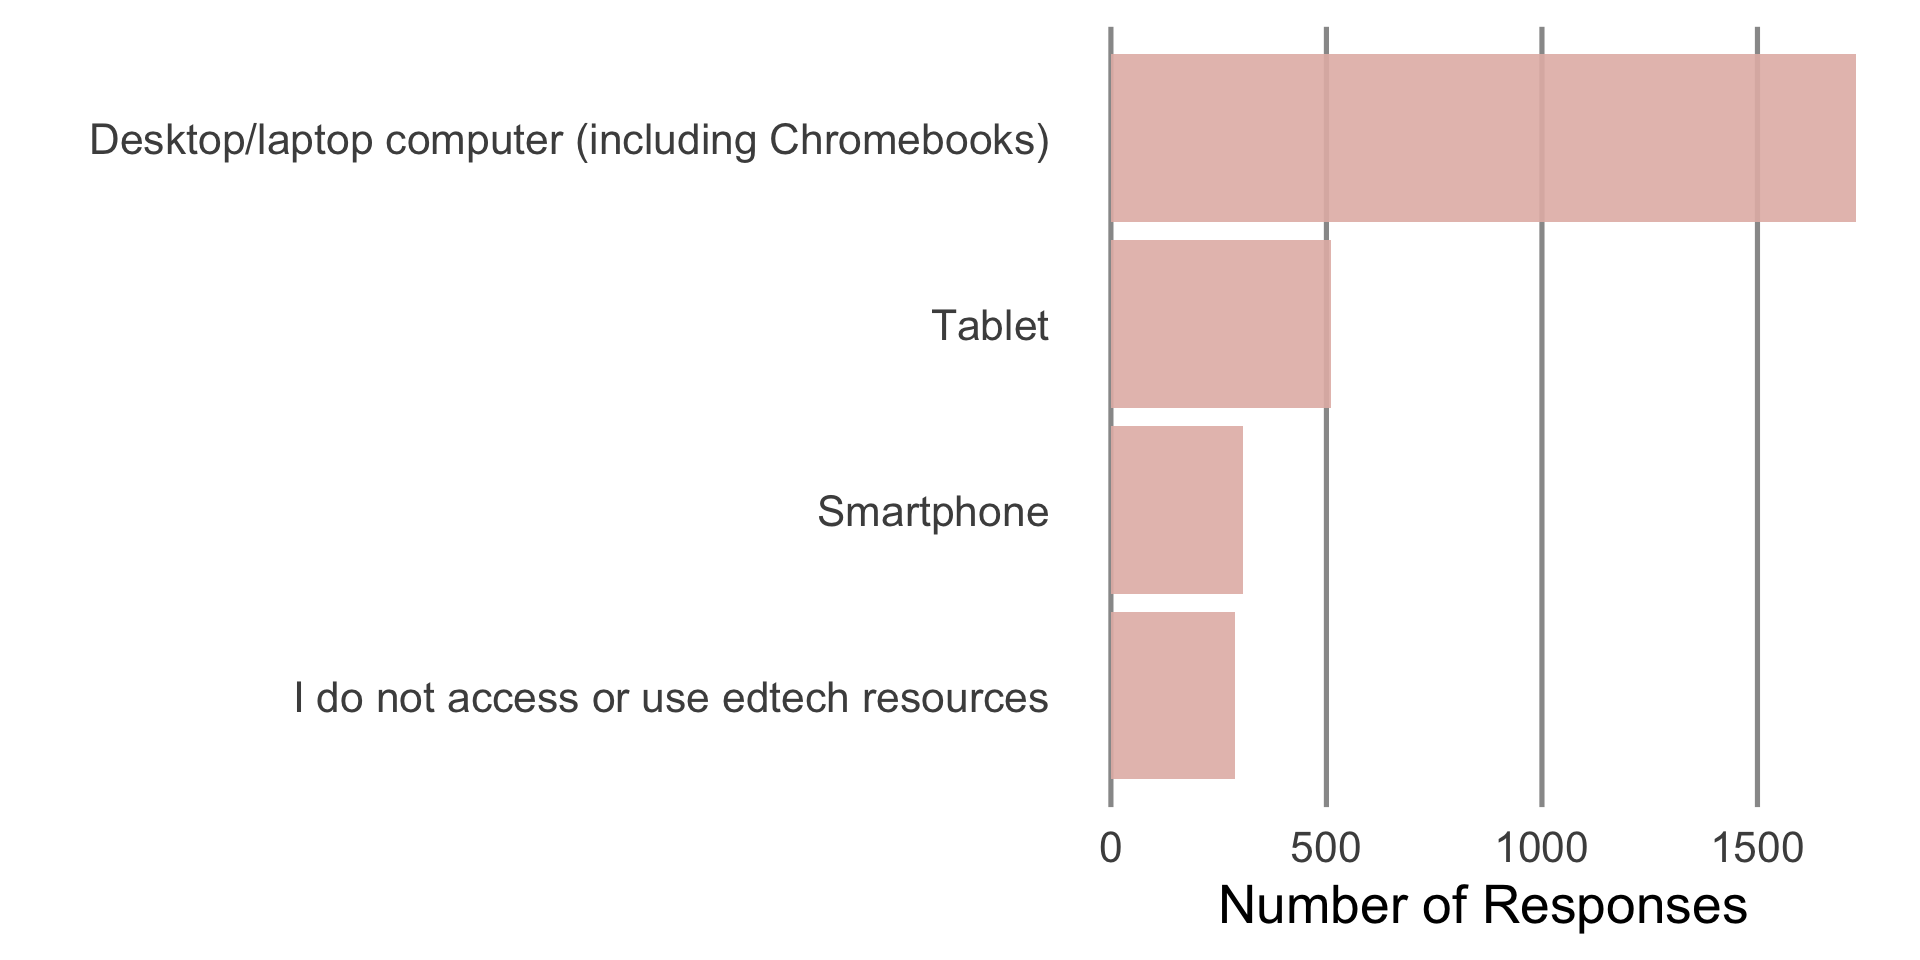 Desktop/laptop computer (including Chromebooks)
Tablet
Smartphone
I do not access or use edtech resources
0 500 1000 1500
Number of Responses